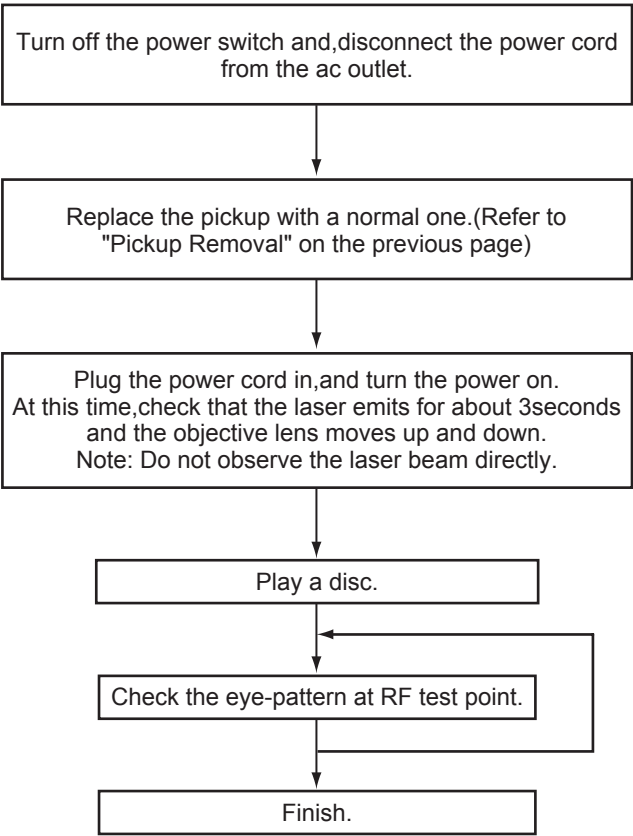 Turn off the power switch and,disconnect the power cord
from the ac outlet.
Replace the pickup with a normal one.(Refer to
"Pickup Removal" on the previous page)
Plug the power cord in,and turn the power on.
At this time,check that the laser emits for about 3seconds
and the objective lens moves up and down.
Note: Do not observe the laser beam directly.
Play a disc.
Check the eye-pattern at RF test point.
Finish.